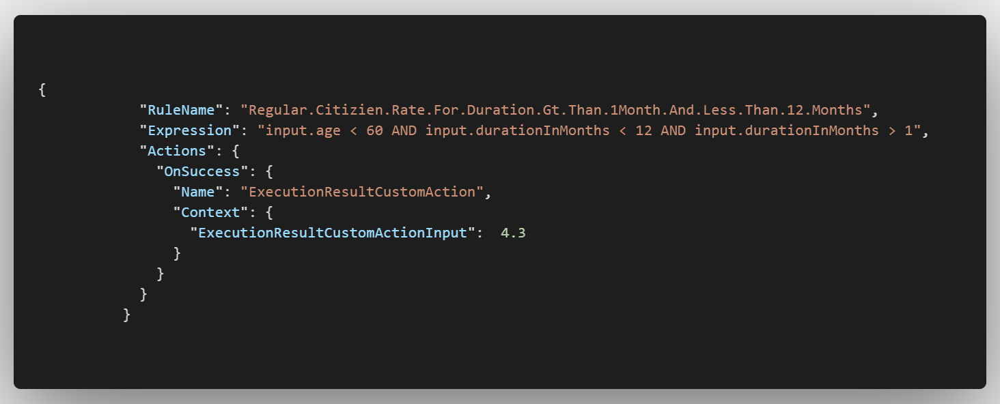 {
"RuleName": "Regular.Citizien.Rate.For.Duration.Gt.Than.1Month.And.Less.Than.12.Months",
"Expression": "input.age < 60 AND input.durationInMonths < 12 AND input.durationInMonths > 1",
"Actions": {
"OnSuccess": {
"Name": "ExecutionResultCustomAction",
"Context": {
"ExecutionResultCustomActionInput":  4.3
}
}
}
}